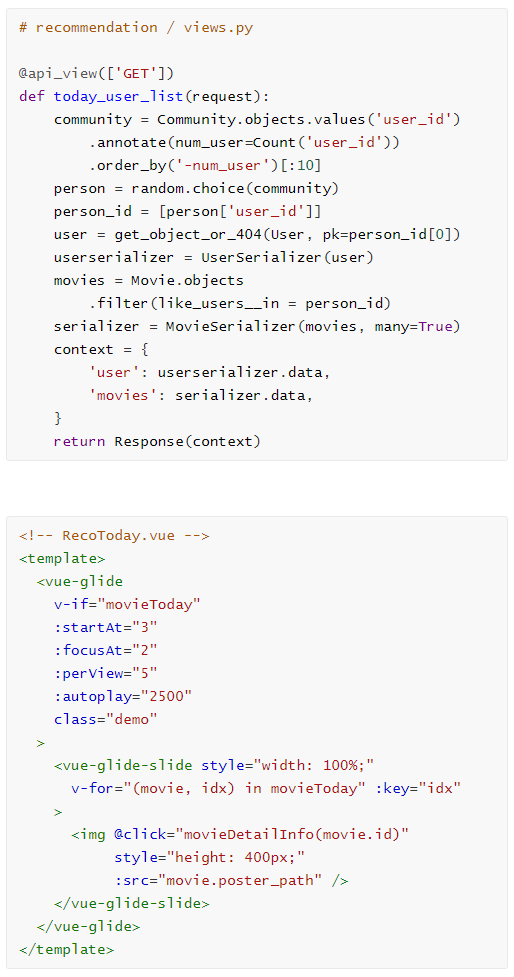 # recommendation / views.py
@api_view(['GET'])
def today_user_list(request):
    community = Community.objects.values('user_id')
        .annotate(num_user=Count('user_id'))
        .order_by('-num_user')[:10]
    person = random.choice(community)
    person_id = [person['user_id']]
    user = get_object_or_404(User, pk=person_id[0])
    userserializer = UserSerializer(user)
    movies = Movie.objects
        .filter(like_users__in = person_id)
    serializer = MovieSerializer(movies, many=True)
    context = {
        'user': userserializer.data,
        'movies': serializer.data,
    }
    return Response(context)
<!-- RecoToday.vue -->
<template>
  <vue-glide
    v-if="movieToday"
    :startAt="3"
    :focusAt="2"
    :perView="5"
    :autoplay="2500"
    class="demo"
  >
    <vue-glide-slide style="width: 100%;"
      v-for="(movie, idx) in movieToday" :key="idx"
    >
      <img @click="movieDetailInfo(movie.id)"
           style="height: 400px;"
           :src="movie.poster_path" />
    </vue-glide-slide>
  </vue-glide>
</template>